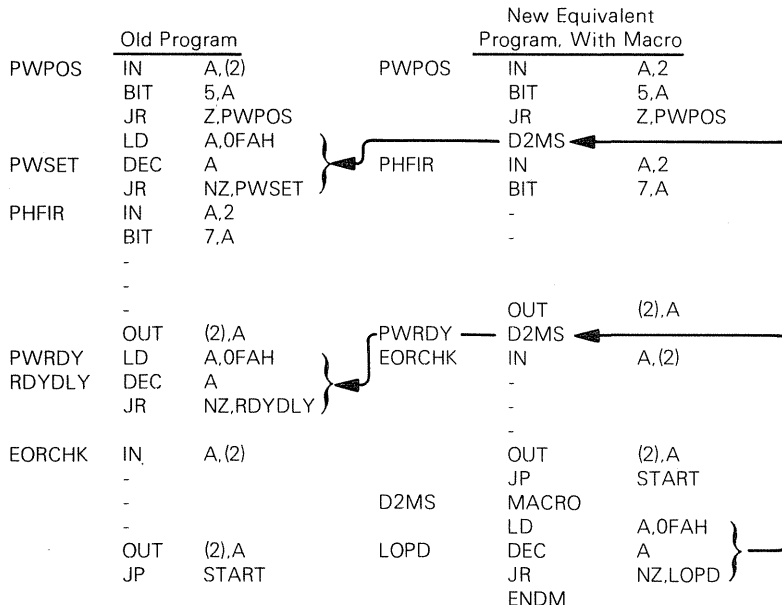 New Equivalent
Old Program Program, With Macro
PWPOS IN A,(2) PWPOS IN A,2
BIT 5,A BIT 5,A
JR Z,PWPOS JR Z,PWPOS
LD A,0FAH D2MS
PWSET DEC A PHFIR IN A,2
JR NZ,PWSET BIT 7,A
PHFIR IN A,2 -
BIT 7,A -
-
-
- OUT (2),A
OUT (2),A PWRDY D2MS
PWRDY LD A,0FAH EORCHK IN A,(2)
RDYDLY DEC A -
JR NZ,RDYDLY -
-
EORCHK IN A,(2) OUT (2),A
- JP START
- D2MS MACRO
- LD A,0FAH
OUT (2),A LOPD DEC A
JP START JR NZ,LOPD
ENDM